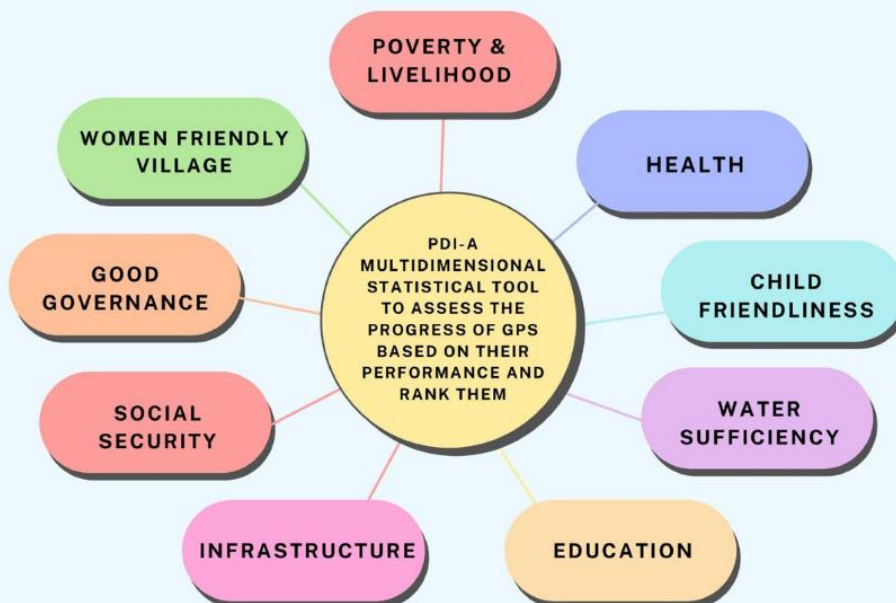 POVERTY &
LIVELIHOOD
WOMEN FRIENDLY
VILLAGE
HEALTH
PDI-A
MULTIDIMENSIONAL
STATISTICAL TOOL
TO ASSESS THE
PROGRESS OF GPS
BASED ON THEIR
PERFORMANCE AND
RANK THEM
GOOD
GOVERNANCE
CHILD
FRIENDLINESS
SOCIAL
SECURITY
WATER
SUFFICIENCY
INFRASTRUCTURE
EDUCATION